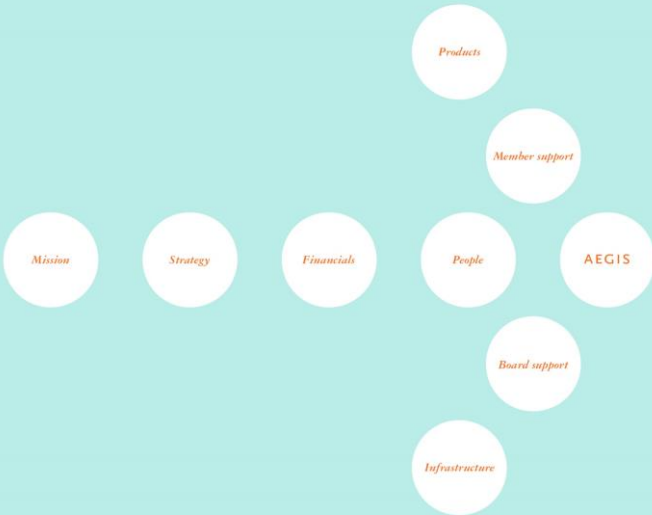 Products
Member support
Mission
Strategy
Financials
People
AEGIS
Board support
Infrastructure